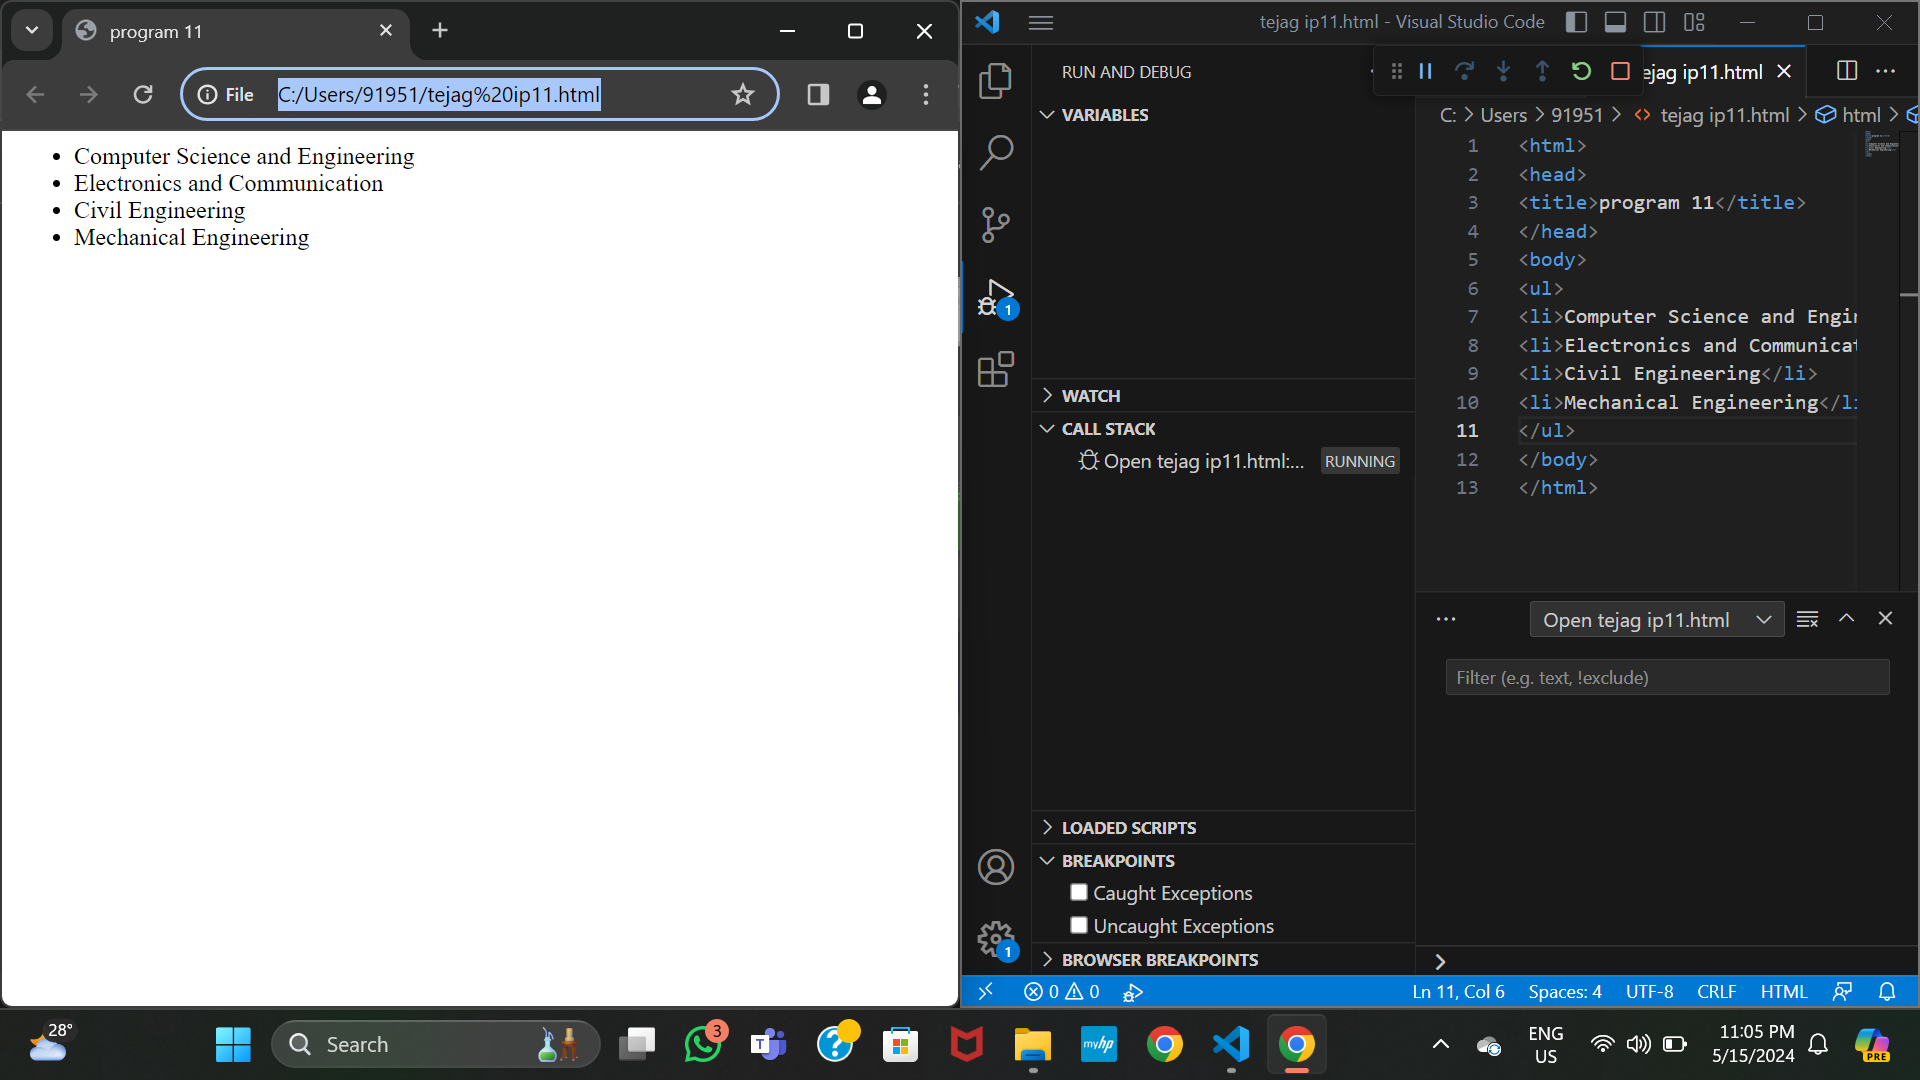 program 11
File
C:/Users/91951/tejag%20ip11.html
Computer Science and Engineering
Electronics and Communication
Civil Engineering
Mechanical Engineering
tejag ip11.html - Visual Studio Code
RUN AND DEBUG
VARIABLES
1
WATCH
CALL STACK
Open tejag ip11.html:...
RUNNING
LOADED SCRIPTS
BREAKPOINTS
Caught Exceptions
Uncaught Exceptions
1
BROWSER BREAKPOINTS
ejag ip11.html
C: > Users > 91951 > tejag ip11.html > html >
1 <html>
2 <head>
3 <title>program 11</title>
4 </head>
5 <body>
6 <ul>
7 <li>Computer Science and Engin
8 <li>Electronics and Communicat
9 <li>Civil Engineering</li>
10 <li>Mechanical Engineering</li
11 </ul>
12 </body>
13 </html>
Open tejag ip11.html
Filter (e.g. text, !exclude)
0 0
Ln 11, Col 6 Spaces: 4 UTF-8 CRLF HTML
28°
Search
3
myhp
ENG
US
11:05 PM
5/15/2024
PRE